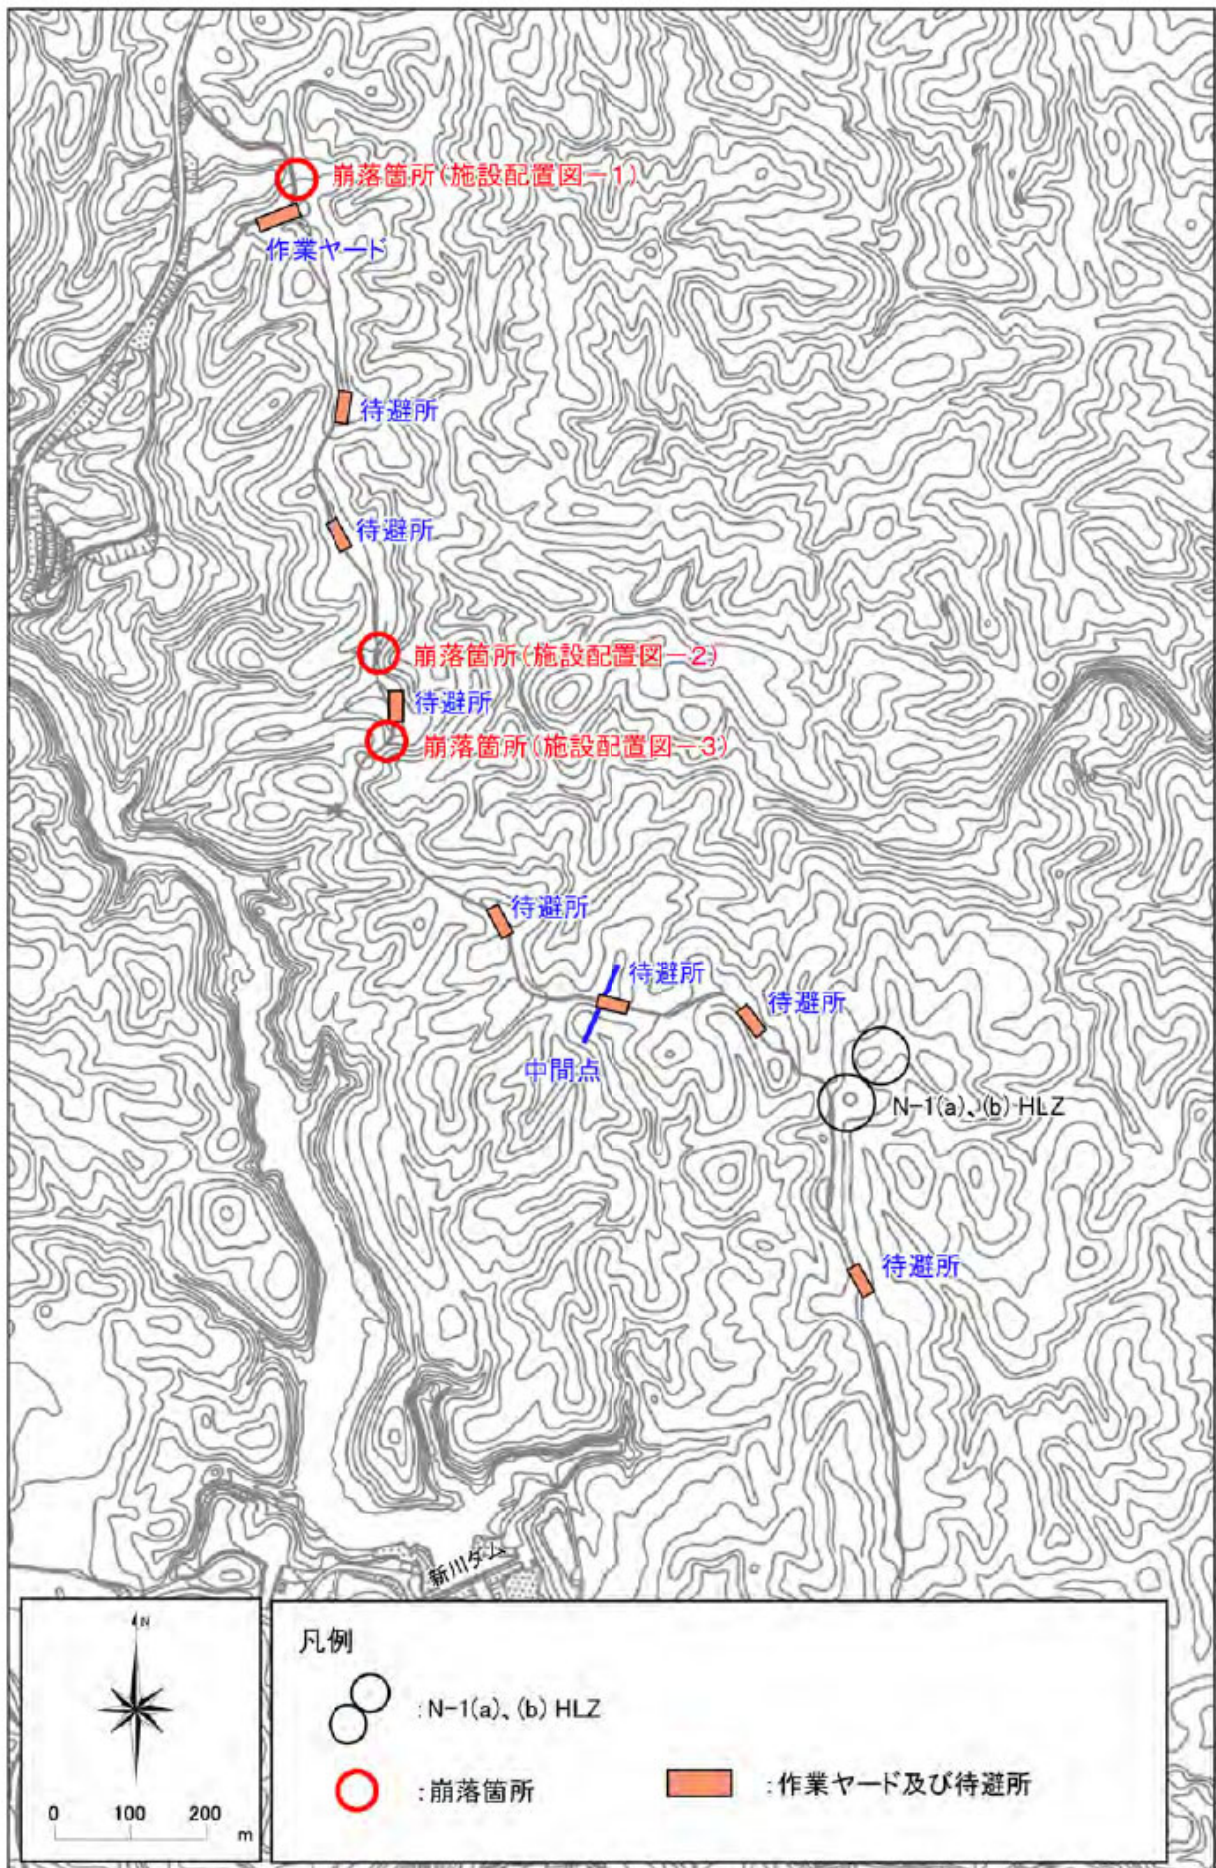 崩落箇所(施設配置図－1)
作業ヤード
待避所
待避所
崩落箇所(施設配置図－2)
待避所
崩落箇所(施設配置図－3)
待避所
待避所
待避所
中間点
N-1(a)、(b) HLZ
待避所
新川ダム
N
0 100 200
m
凡例
:N-1(a)、(b) HLZ
:崩落箇所
:作業ヤード及び待避所